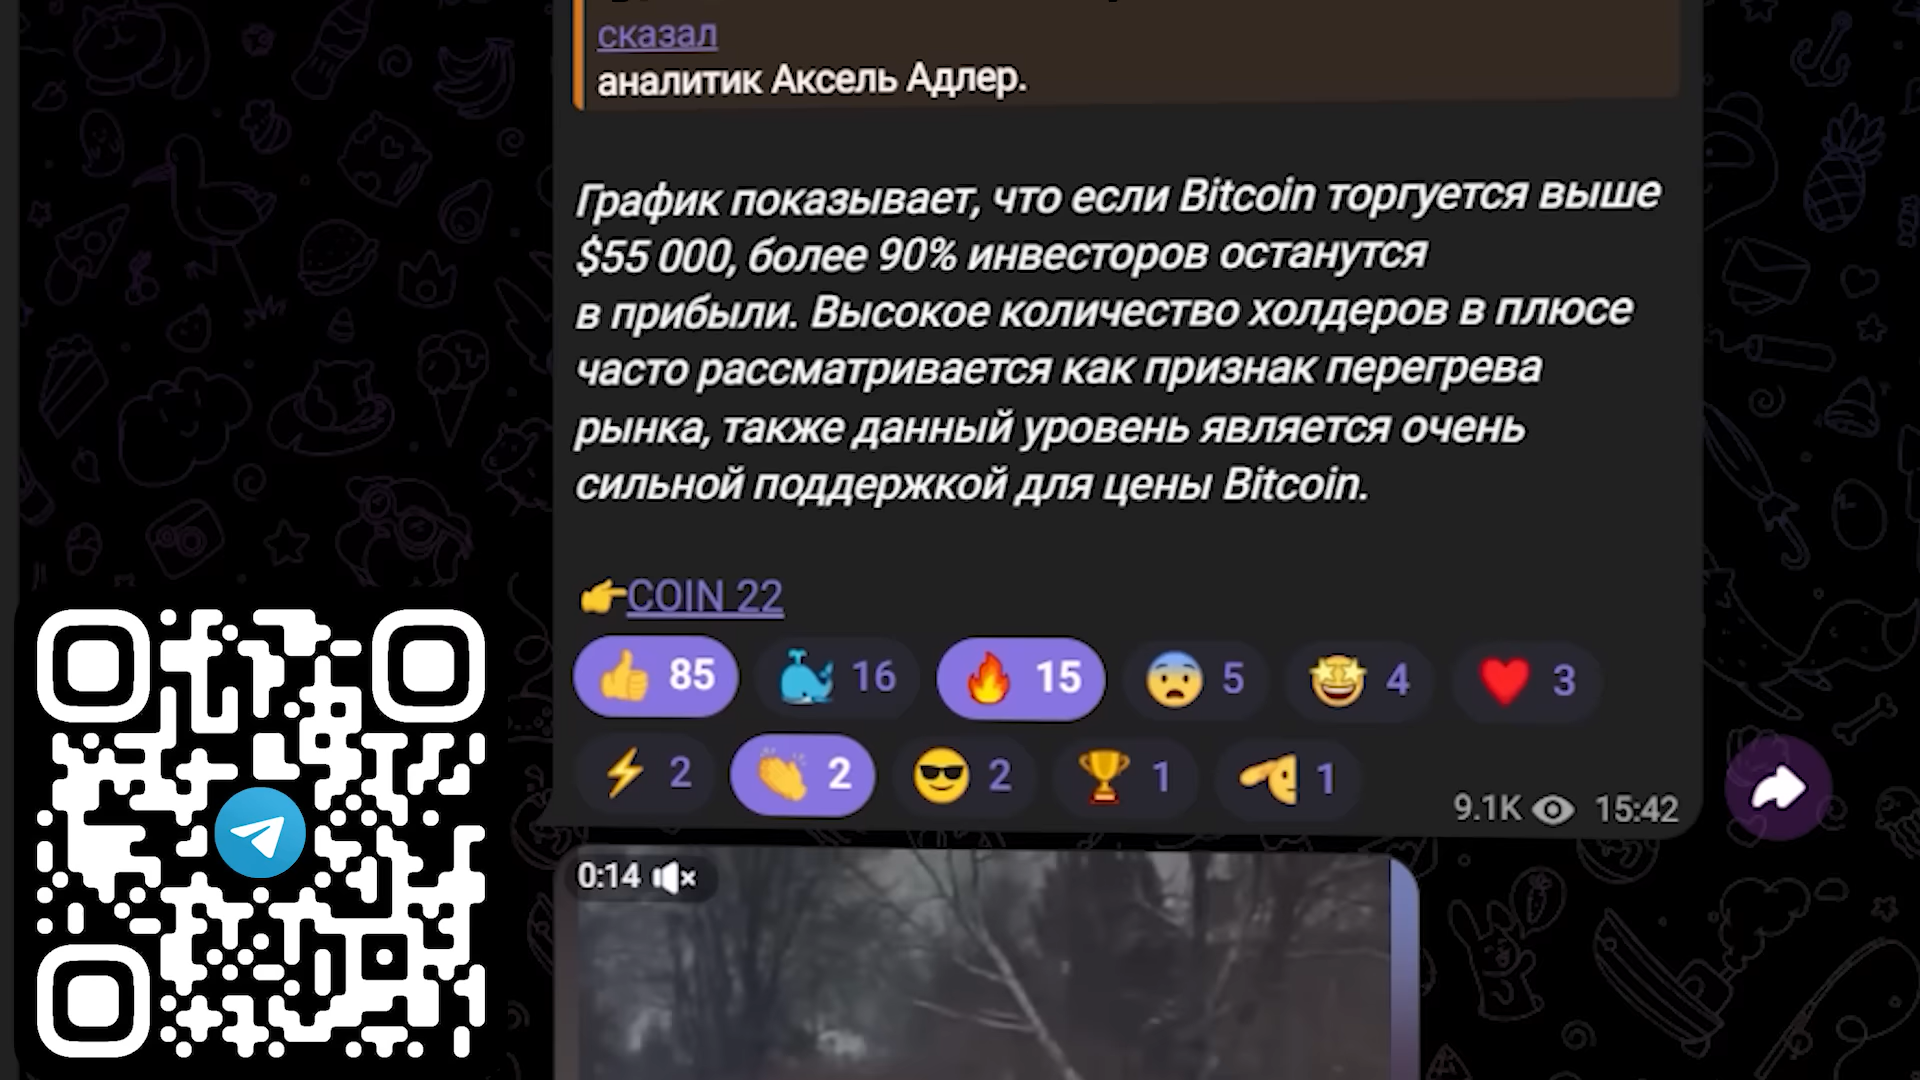 сказал
аналитик Аксель Адлер.
График показывает, что если Bitcoin торгуется выше
$55 000, более 90% инвесторов останутся
в прибыли. Высокое количество холдеров в плюсе
часто рассматривается как признак перегрева
рынка, также данный уровень является очень
сильной поддержкой для цены Bitcoin.
COIN 22
85 16 15 5 4 3
2 2 2 1 1
9.1K 15:42
0:14